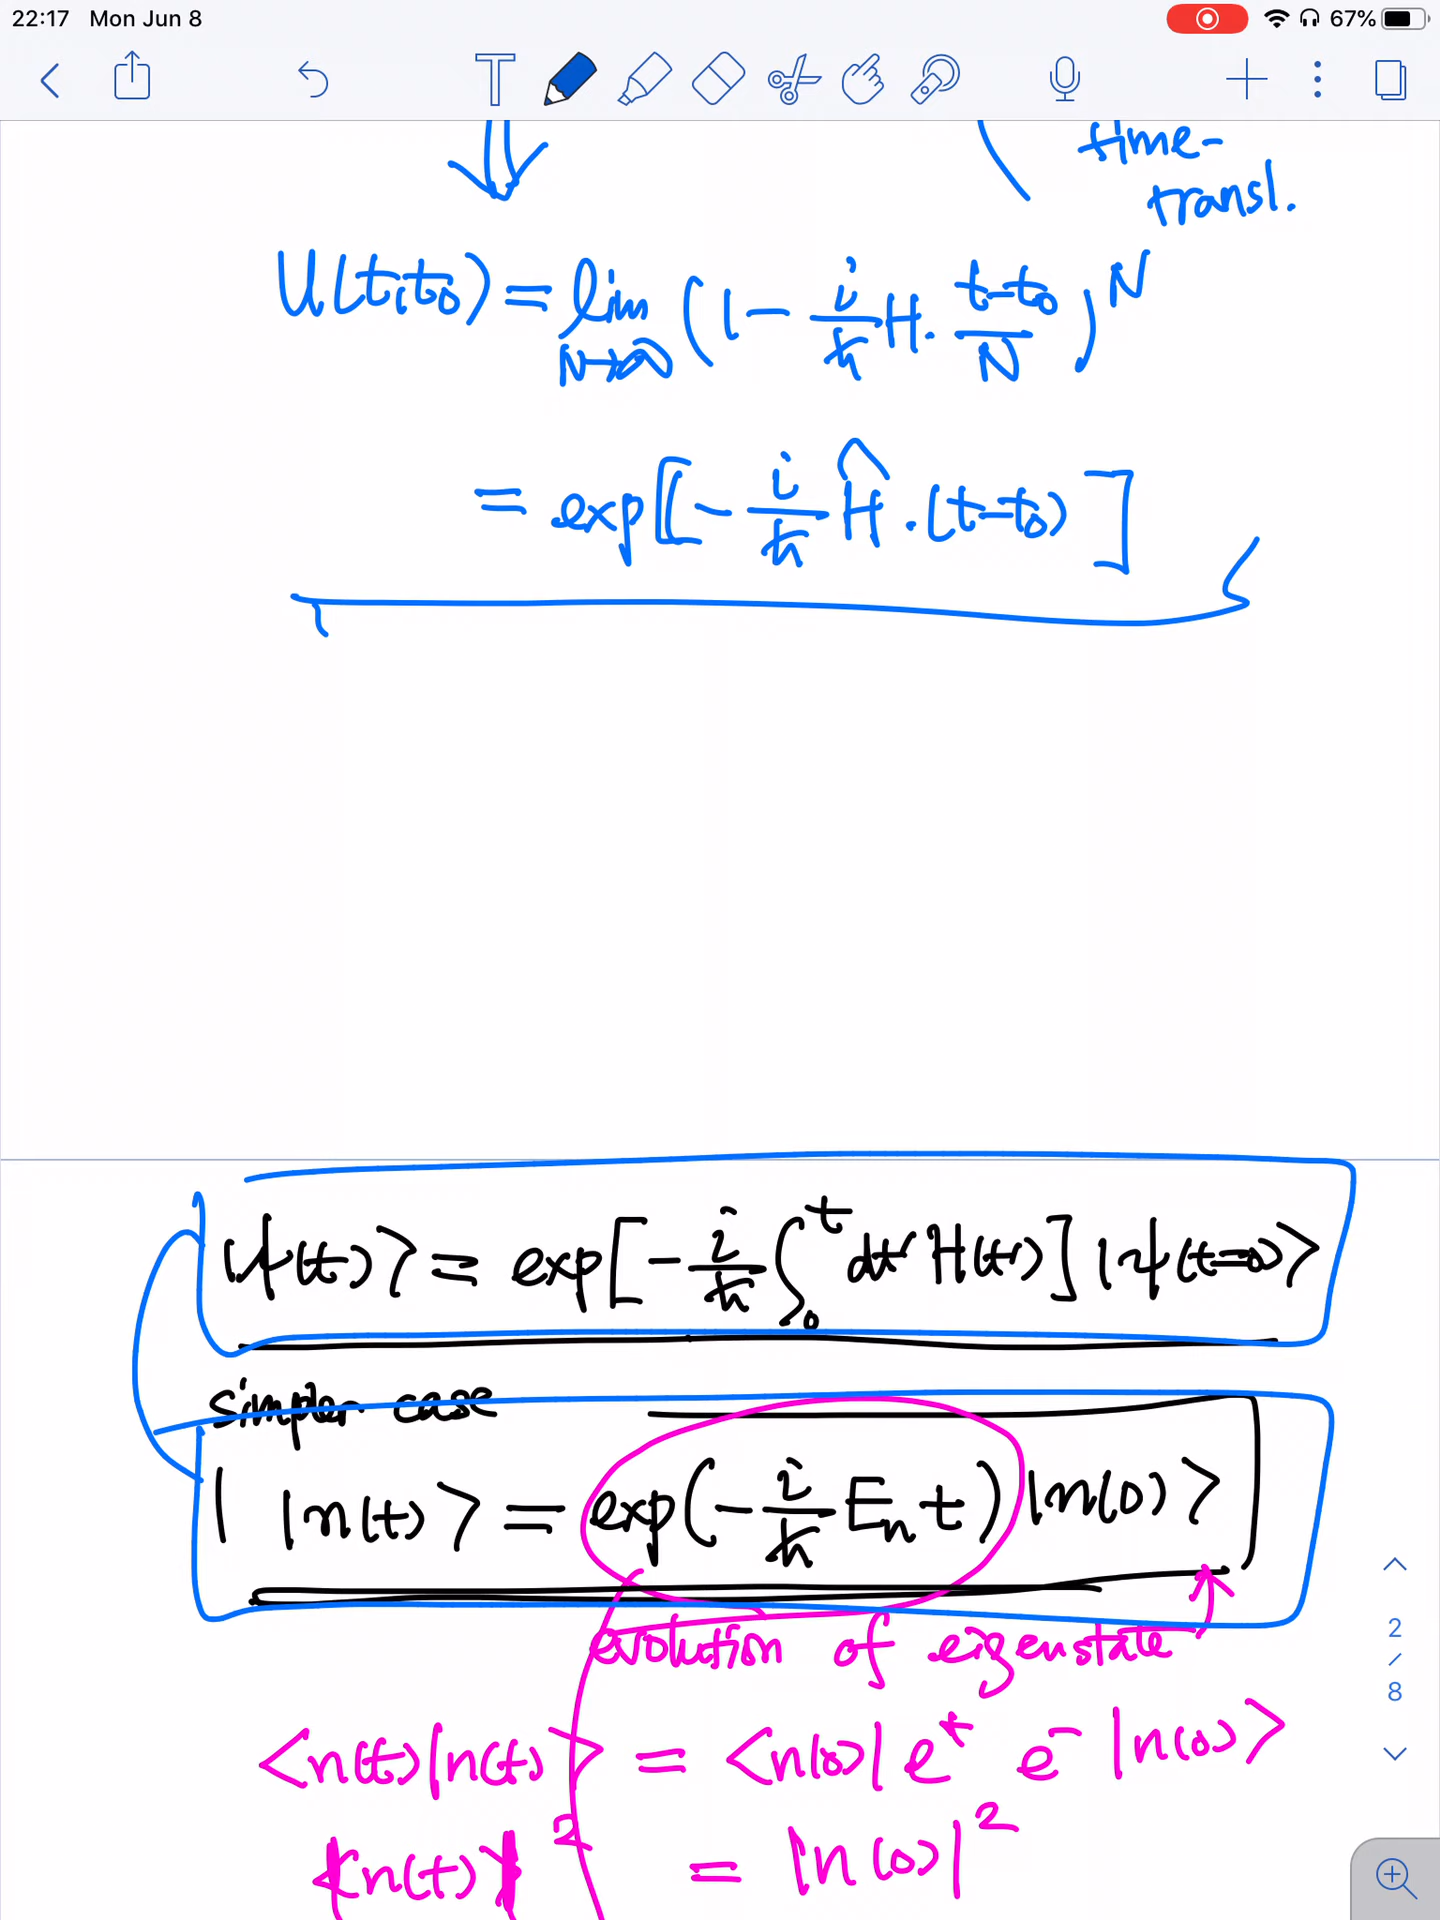 22:17 Mon Jun 8 67%
T
time-
transl.
U(t,t₀) = lim (1 - i/ħ H · (t-t₀)/N)^N
N→∞
= exp[-i/ħ Ĥ·(t-t₀)]
|ψ(t)> = exp[-i/ħ ∫₀^t dt' H(t')] |ψ(t=0)>
simpler case
|n(t)> = exp(-i/ħ Eₙt)|n(0)>
evolution of eigenstate
<n(t)|n(t)> = <n(0)| e* e⁻ |n(0)>
|n(t)|² = |n(0)|²
2
/
8